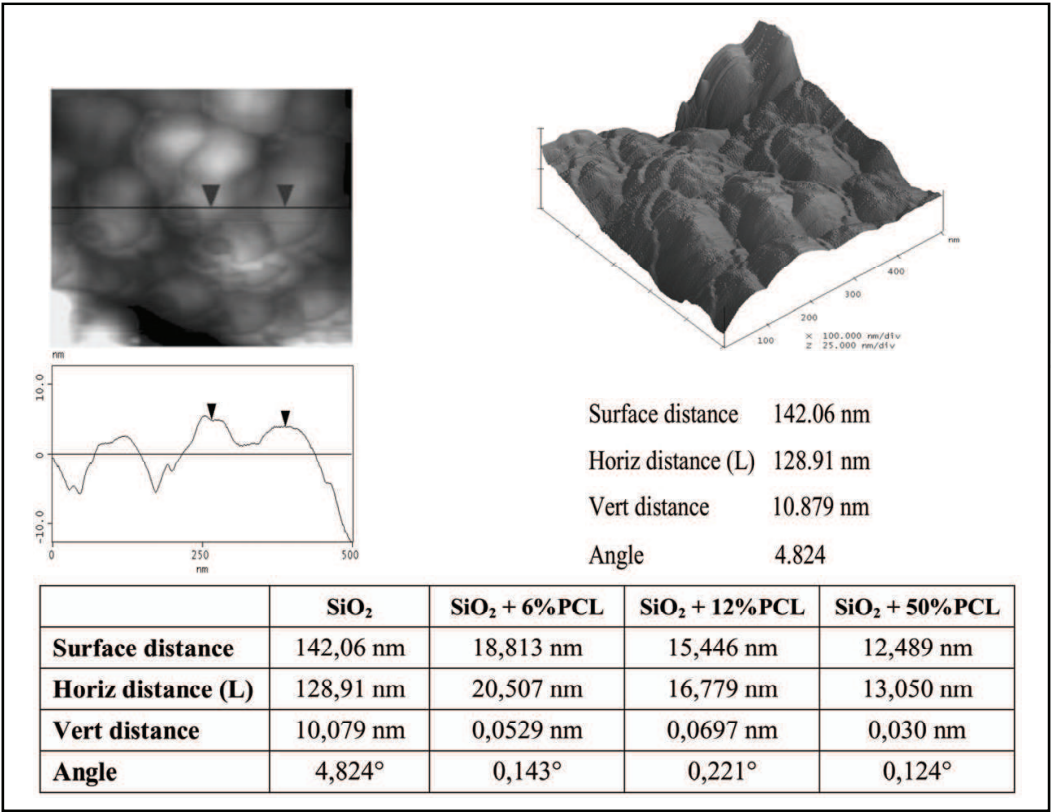 nm
400
300
200
100
X 100.000 nm/div
Z 25.000 nm/div
nm
10.0
0
-10.0
0 250 500
nm
Surface distance 142.06 nm
Horiz distance (L) 128.91 nm
Vert distance 10.879 nm
Angle 4.824
SiO₂ SiO₂ + 6%PCL SiO₂ + 12%PCL SiO₂ + 50%PCL
Surface distance 142,06 nm 18,813 nm 15,446 nm 12,489 nm
Horiz distance (L) 128,91 nm 20,507 nm 16,779 nm 13,050 nm
Vert distance 10,079 nm 0,0529 nm 0,0697 nm 0,030 nm
Angle 4,824° 0,143° 0,221° 0,124°